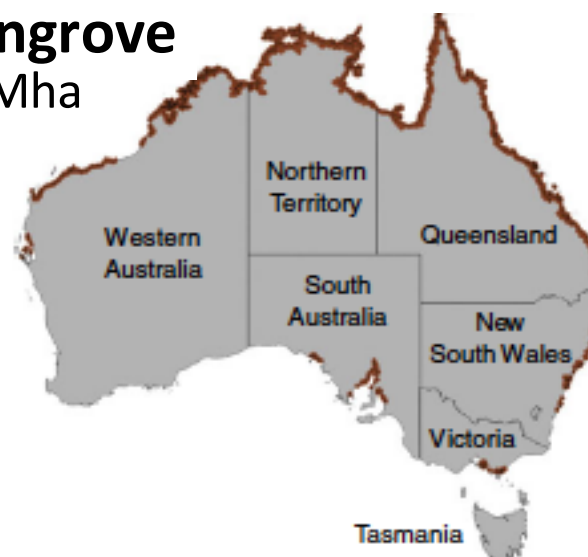 ngrove
Mha
Northern
Territory
Western
Australia
Queensland
South
Australia
New
South Wales
Victoria
Tasmania